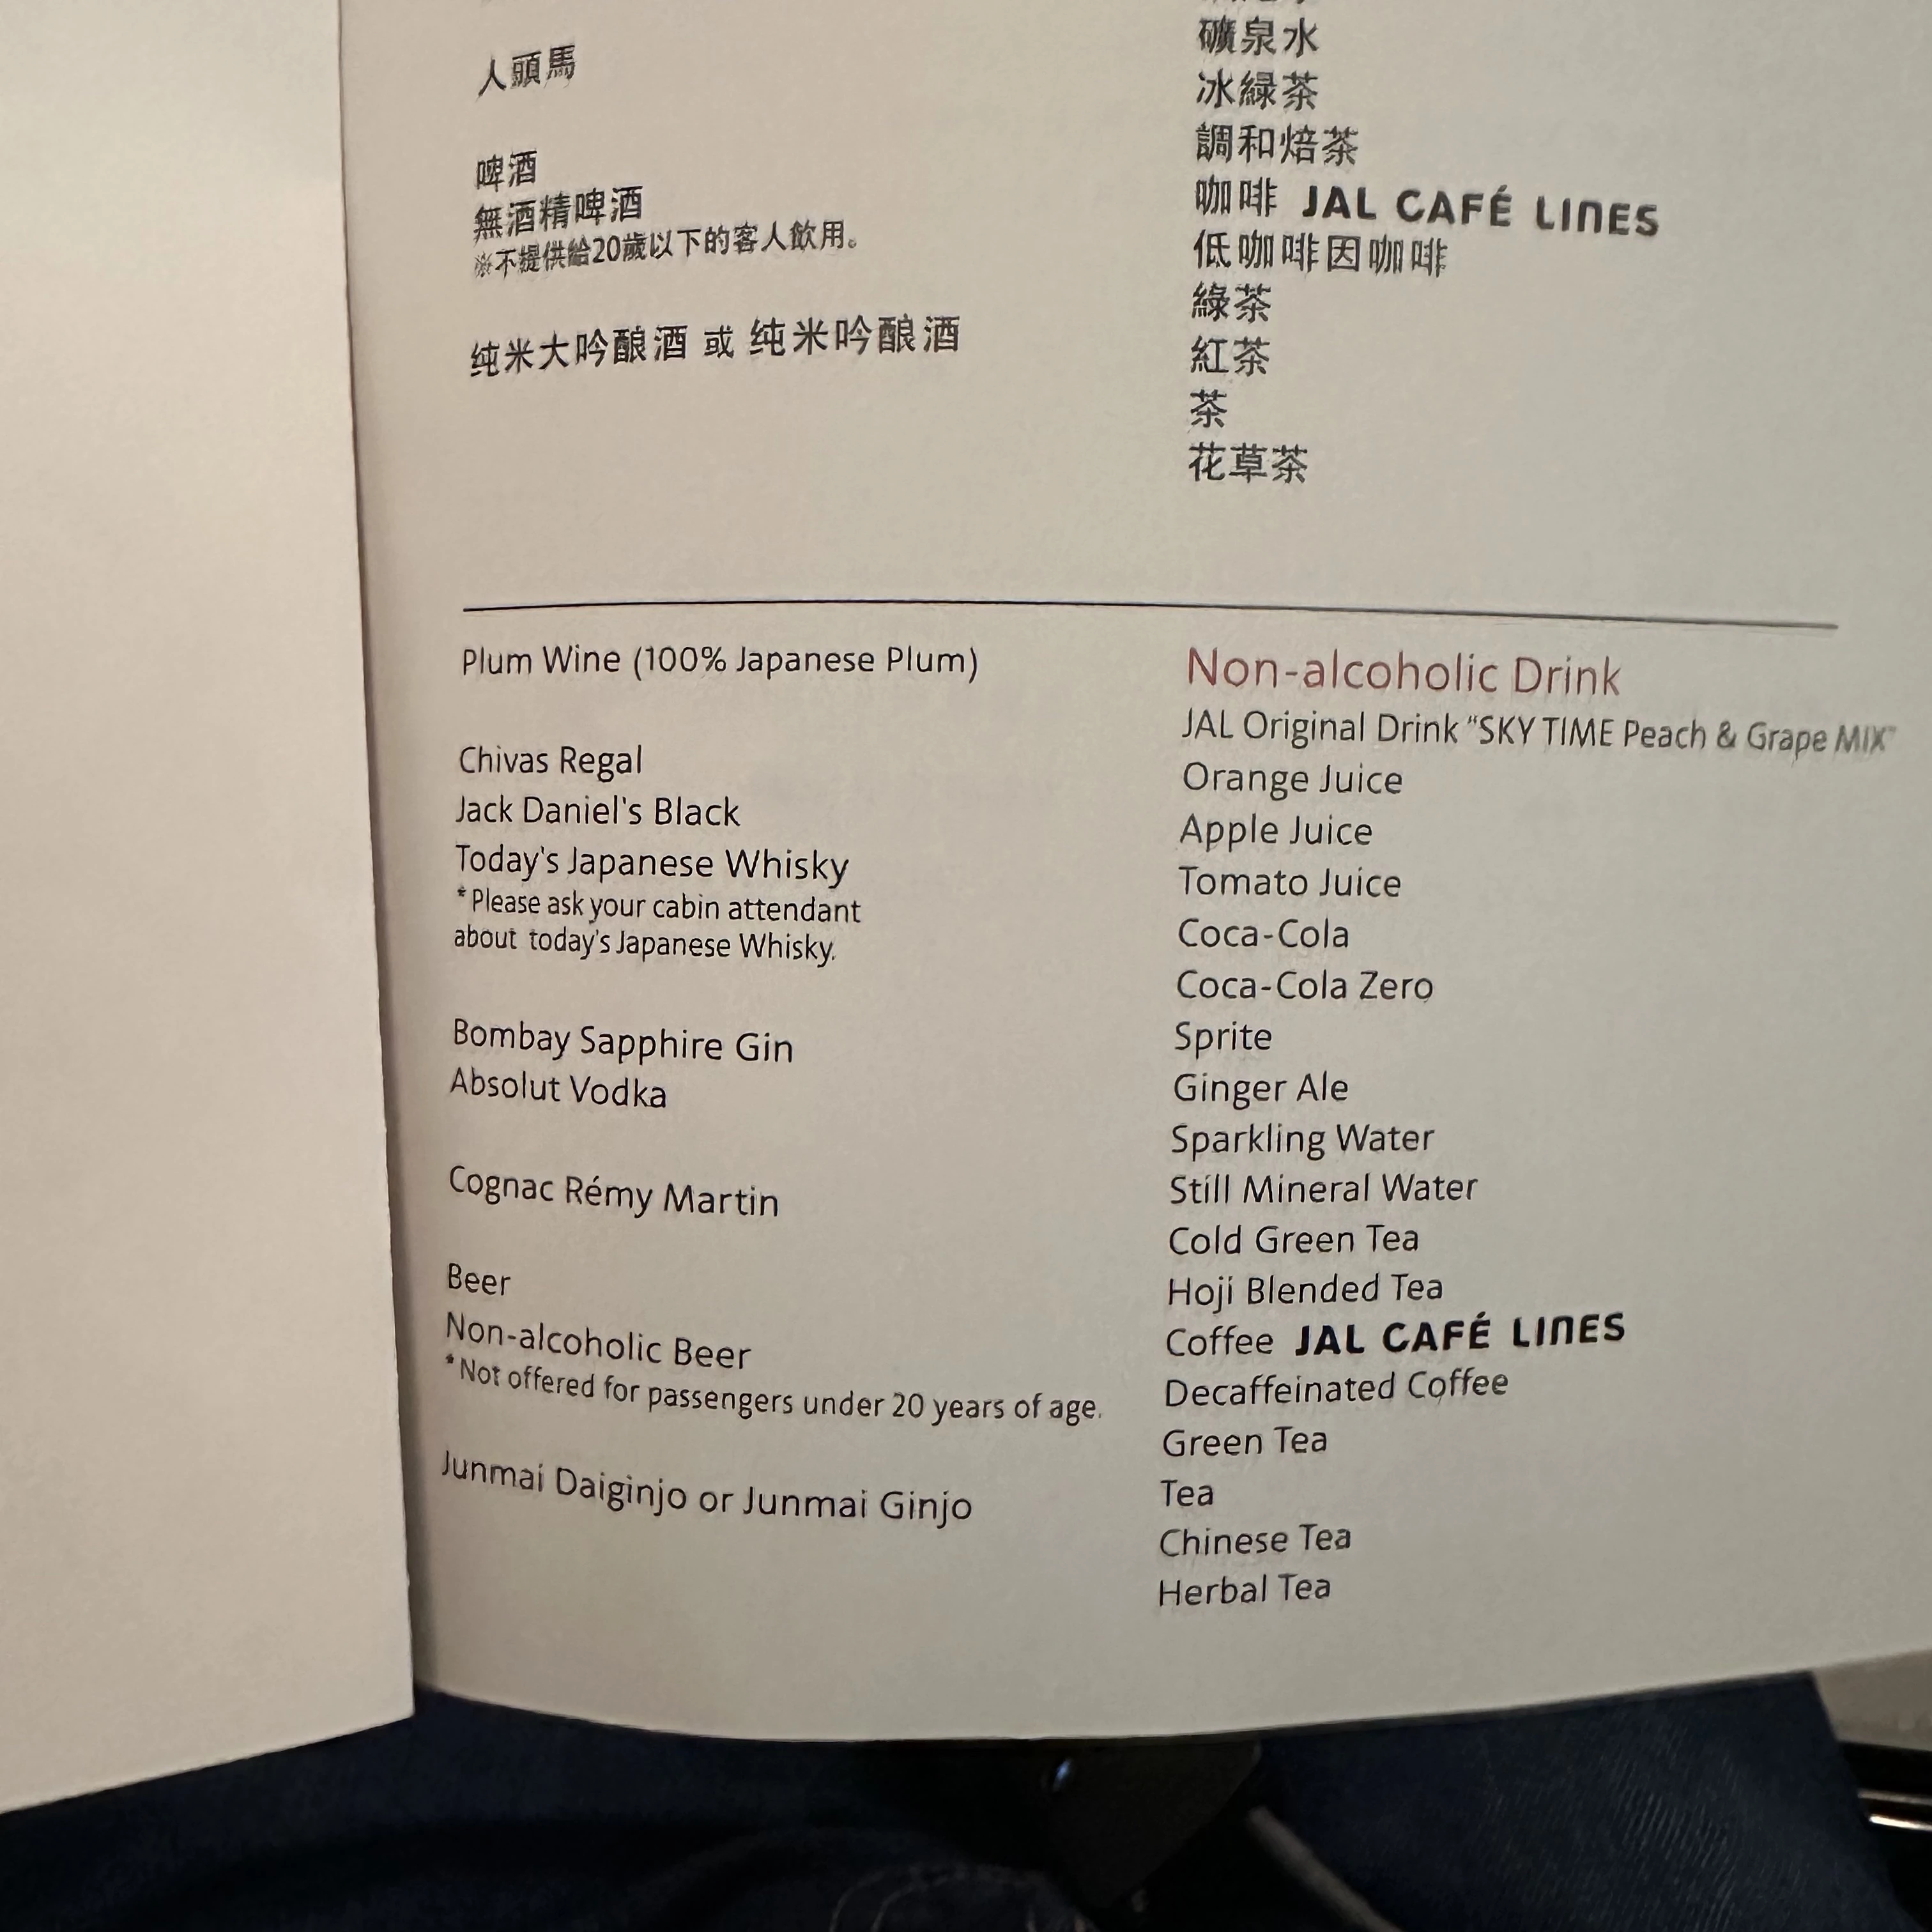 人頭馬
啤酒
無酒精啤酒
※不提供給20歲以下的客人飲用。
纯米大吟酿酒 或 纯米吟酿酒
礦泉水
冰緑茶
調和焙茶
咖啡 JAL CAFÉ LINES
低咖啡因咖啡
綠茶
紅茶
茶
花草茶
Plum Wine (100% Japanese Plum)
Chivas Regal
Jack Daniel's Black
Today's Japanese Whisky
*Please ask your cabin attendant
about today's Japanese Whisky.
Bombay Sapphire Gin
Absolut Vodka
Cognac Rémy Martin
Beer
Non-alcoholic Beer
*Not offered for passengers under 20 years of age.
Junmai Daiginjo or Junmai Ginjo
Non-alcoholic Drink
JAL Original Drink "SKY TIME Peach & Grape MIX"
Orange Juice
Apple Juice
Tomato Juice
Coca-Cola
Coca-Cola Zero
Sprite
Ginger Ale
Sparkling Water
Still Mineral Water
Cold Green Tea
Hoji Blended Tea
Coffee JAL CAFÉ LINES
Decaffeinated Coffee
Green Tea
Tea
Chinese Tea
Herbal Tea